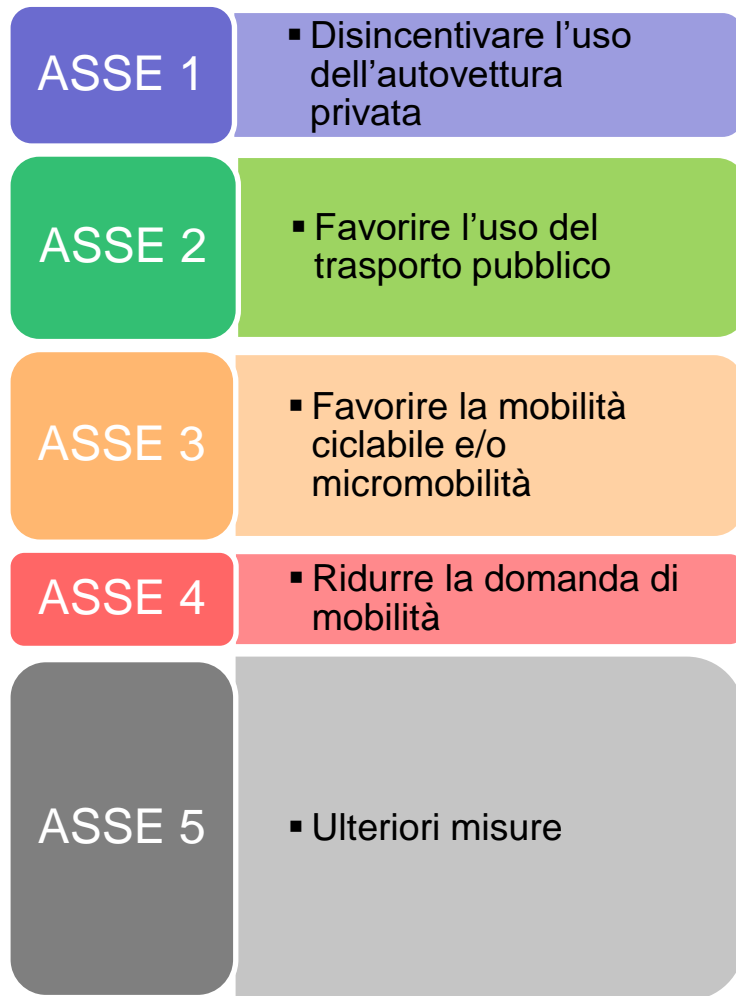 ASSE 1
▪ Disincentivare l’uso
dell’autovettura
privata
ASSE 2
▪ Favorire l’uso del
trasporto pubblico
ASSE 3
▪ Favorire la mobilità
ciclabile e/o
micromobilità
ASSE 4
▪ Ridurre la domanda di
mobilità
ASSE 5
▪ Ulteriori misure